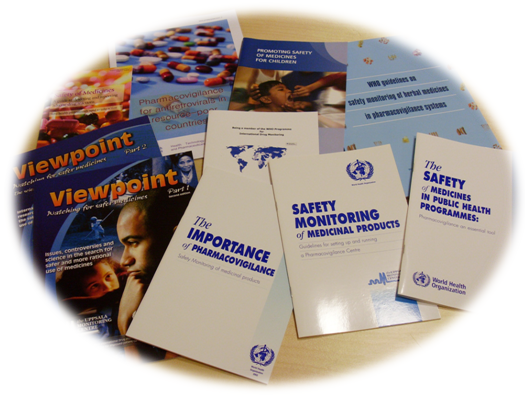 of Medicines
Pharmacovigilance
for antiretrovirals in
resource-poor
countries
PROMOTING SAFETY
OF MEDICINES
FOR CHILDREN
WHO guidelines on
safety monitoring of herbal medicines
in pharmacovigilance systems
Being a member of the WHO Programme
for
International Drug Monitoring
Viewpoint
Part 2
Watching for safer medicines
Viewpoint
Part 1
Watching for safer medicines
Issues, controversies and
science in the search for
safer and more rational
use of medicines
the UPPSALA
MONITORING
CENTRE
The
IMPORTANCE
of PHARMACOVIGILANCE
Safety Monitoring of medicinal products
SAFETY
MONITORING
of MEDICINAL PRODUCTS
Guidelines for setting up and running
a Pharmacovigilance Centre
The
SAFETY
of MEDICINES
IN PUBLIC HEALTH
PROGRAMMES:
Pharmacovigilance an essential tool
World Health
Organization